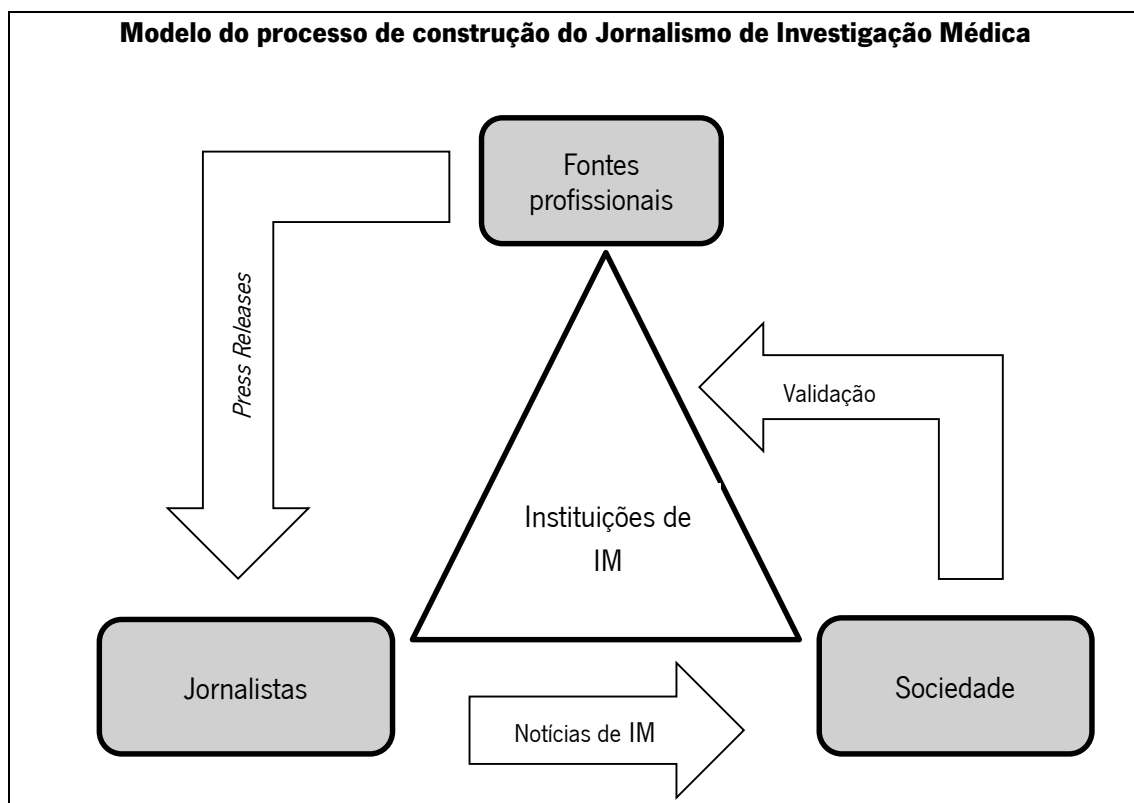 Modelo do processo de construção do Jornalismo de Investigação Médica
Fontes
profissionais
Press Releases
Validação
Instituições de
IM
Jornalistas
Notícias de IM
Sociedade